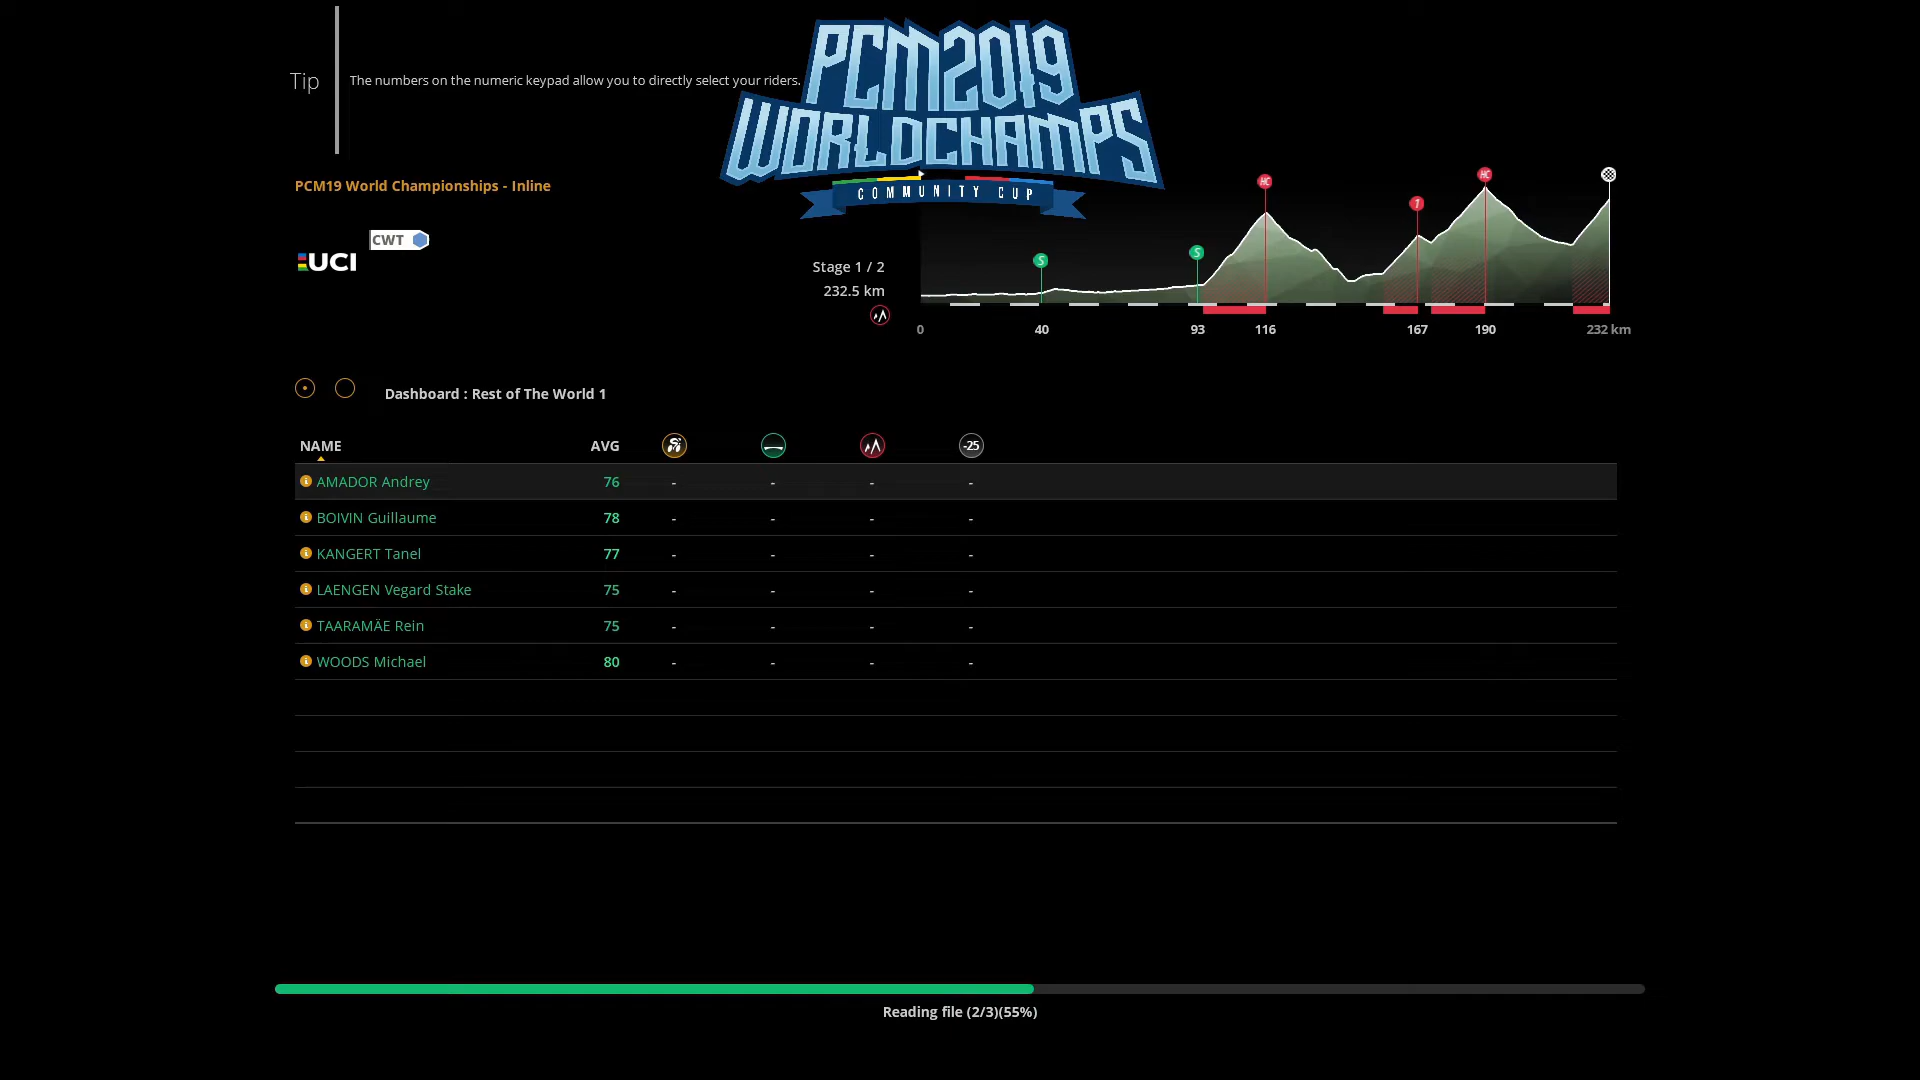 PCM2019
WORLDCHAMPS
COMMUNITY CUP
Tip
The numbers on the numeric keypad allow you to directly select your riders.
PCM19 World Championships - Inline
CWT
UCI
Stage 1 / 2
232.5 km
S
S
HC
1
HC
0
40
93
116
167
190
232 km
Dashboard : Rest of The World 1
NAME AVG -25
AMADOR Andrey 76 - - - -
BOIVIN Guillaume 78 - - - -
KANGERT Tanel 77 - - - -
LAENGEN Vegard Stake 75 - - - -
TAARAMÄE Rein 75 - - - -
WOODS Michael 80 - - - -
Reading file (2/3)(55%)